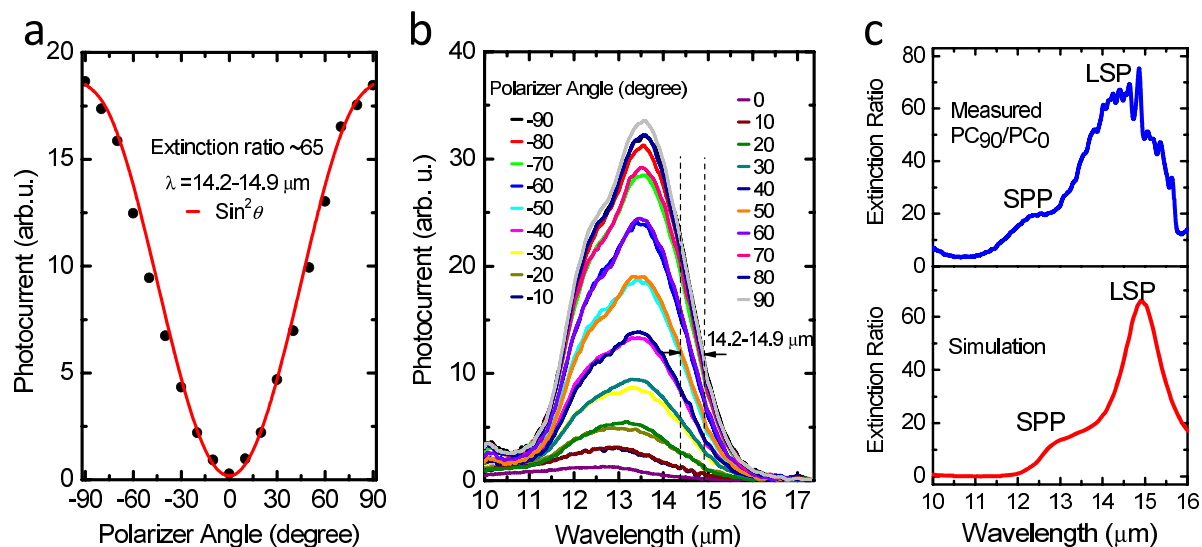 a
20
15
10
5
0
Photocurrent (arb. u.)
Extinction ratio ~65
λ =14.2-14.9 μm
Sin²θ
-90 -60 -30 0 30 60 90
Polarizer Angle (degree)
b
40
30
20
10
0
Photocurrent (arb. u.)
Polarizer Angle (degree)
-90
-80
-70
-60
-50
-40
-30
-20
-10
0
10
20
30
40
50
60
70
80
90
14.2-14.9 μm
10 11 12 13 14 15 16 17
Wavelength (μm)
c
80
60
40
20
0
Extinction Ratio
LSP
Measured
PC₉₀/PC₀
SPP
60
40
20
0
Extinction Ratio
LSP
Simulation
SPP
10 11 12 13 14 15 16
Wavelength (μm)